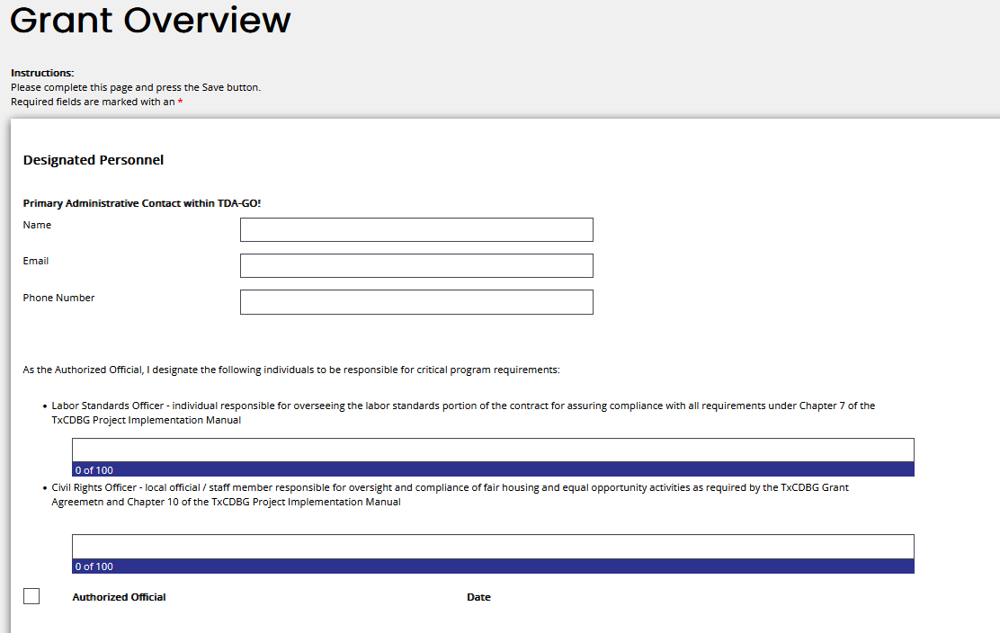 Grant Overview
Instructions:
Please complete this page and press the Save button.
Required fields are marked with an *
Designated Personnel
Primary Administrative Contact within TDA-GO!
Name
Email
Phone Number
As the Authorized Official, I designate the following individuals to be responsible for critical program requirements:
• Labor Standards Officer - individual responsible for overseeing the labor standards portion of the contract for assuring compliance with all requirements under Chapter 7 of the
TxCDBG Project Implementation Manual
0 of 100
• Civil Rights Officer - local official / staff member responsible for oversight and compliance of fair housing and equal opportunity activities as required by the TxCDBG Grant
Agreemetn and Chapter 10 of the TxCDBG Project Implementation Manual
0 of 100
Authorized Official Date